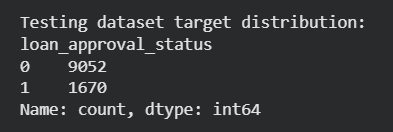 Testing dataset target distribution:
loan_approval_status
0    9052
1    1670
Name: count, dtype: int64